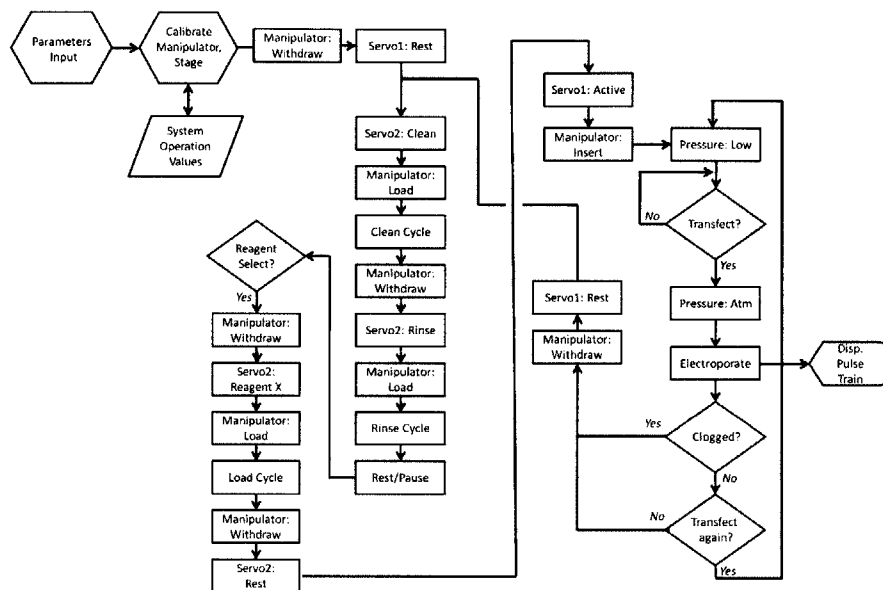 Parameters
Input
Calibrate
Manipulator,
Stage
Manipulator:
Withdraw
Servo1: Rest
System
Operation
Values
Servo2: Clean
Manipulator:
Load
Clean Cycle
Manipulator:
Withdraw
Servo2: Rinse
Manipulator:
Load
Rinse Cycle
Rest/Pause
Reagent
Select?
Yes
Manipulator:
Withdraw
Servo2:
Reagent X
Manipulator:
Load
Load Cycle
Manipulator:
Withdraw
Servo2:
Rest
Servo1: Active
Manipulator:
Insert
Pressure: Low
No
Transfect?
Yes
Pressure: Atm
Electroporate
Disp.
Pulse
Train
Yes
Clogged?
No
No
Transfect
again?
Yes
Servo1: Rest
Manipulator:
Withdraw